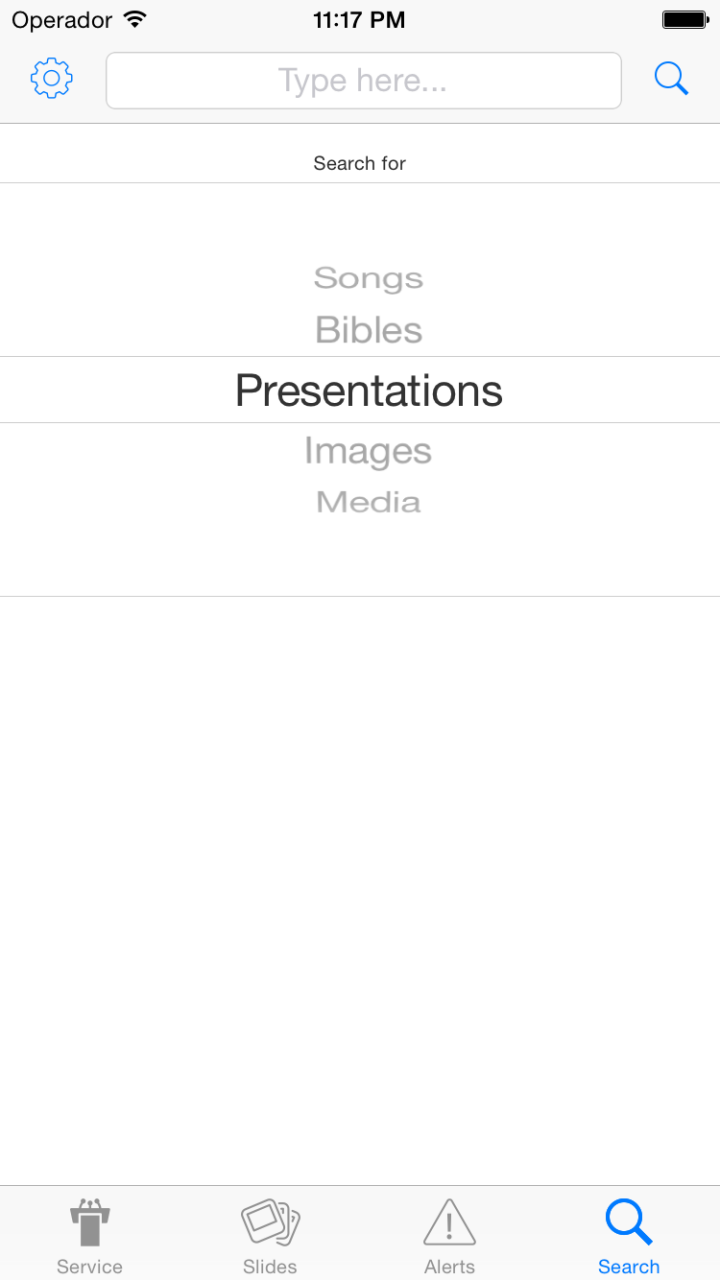 Operador 11:17 PM
Type here...
Search for
Songs
Bibles
Presentations
Images
Media
Service Slides Alerts Search